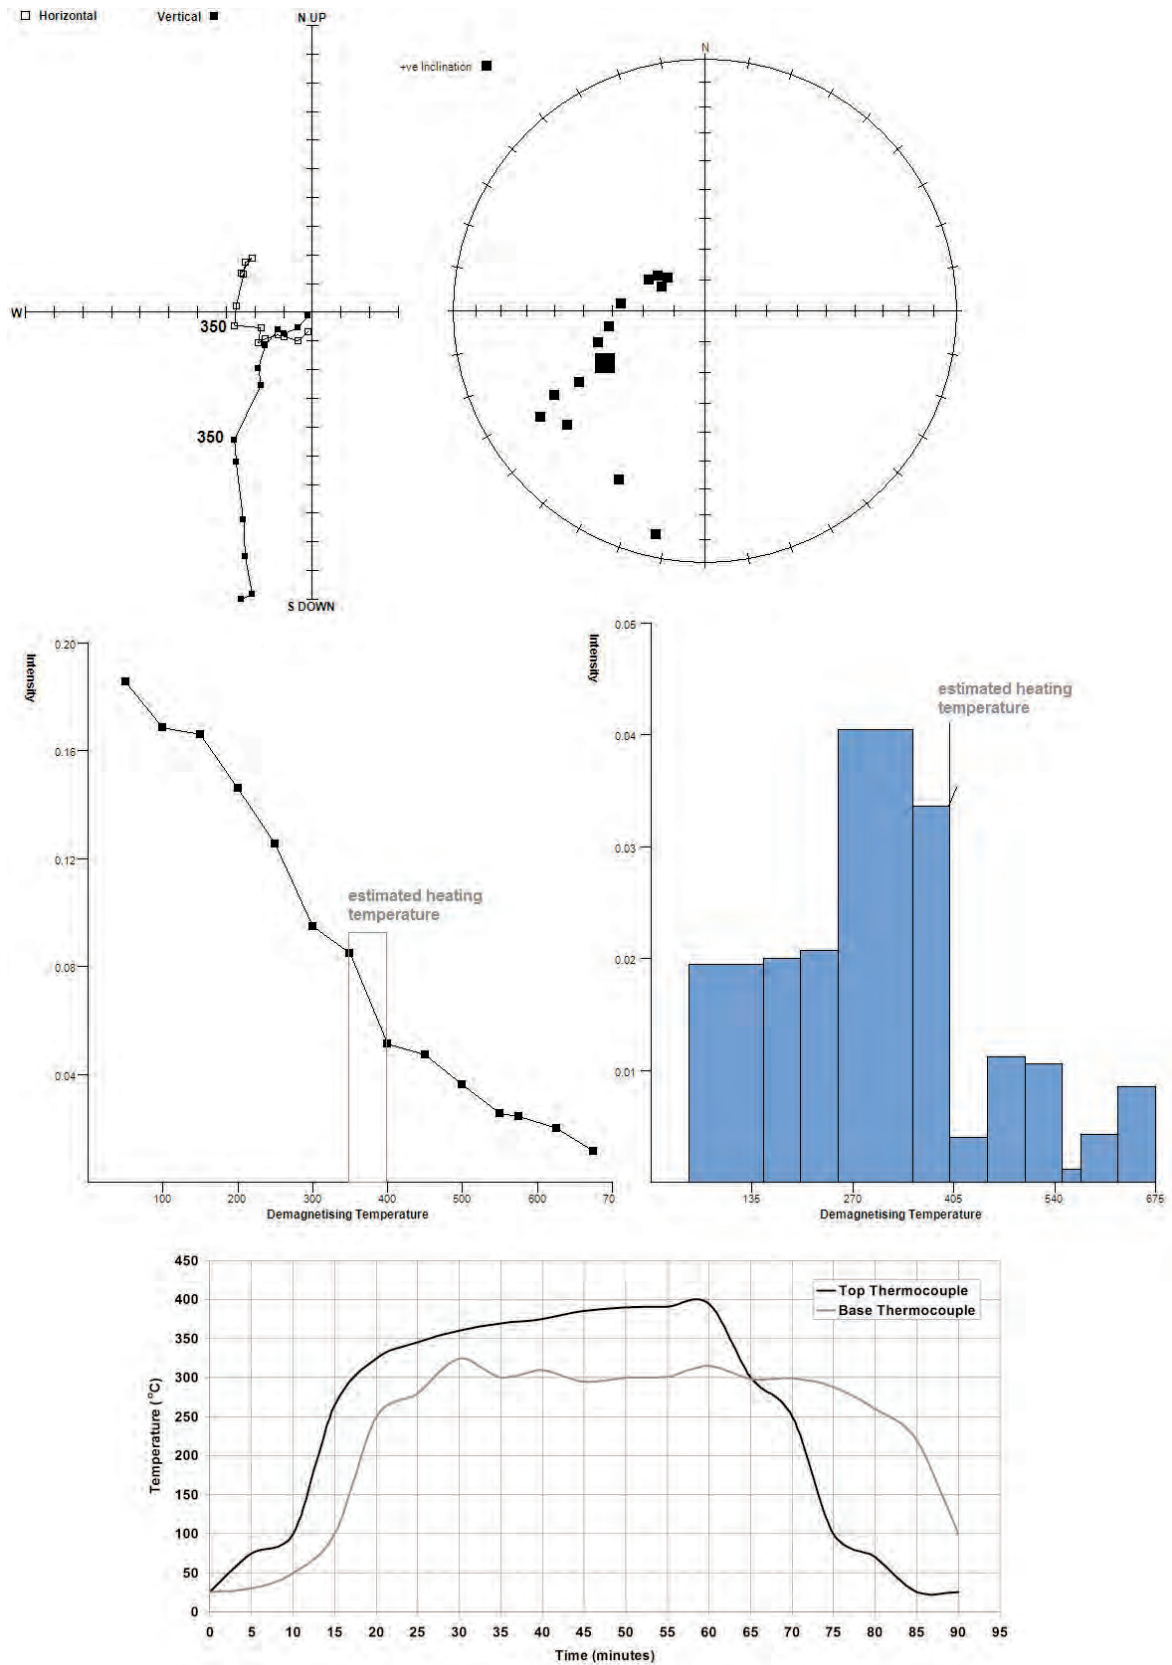 Horizontal Vertical N UP
W
350
350
S DOWN
+ve Inclination
N
Intensity
0.20
0.16
0.12
0.08
0.04
estimated heating
temperature
100 200 300 400 500 600 70
Demagnetising Temperature
Intensity
0.05
0.04
0.03
0.02
0.01
estimated heating
temperature
135 270 405 540 675
Demagnetising Temperature
Temperature (°C)
450
400
350
300
250
200
150
100
50
0
Top Thermocouple
Base Thermocouple
0 5 10 15 20 25 30 35 40 45 50 55 60 65 70 75 80 85 90 95
Time (minutes)